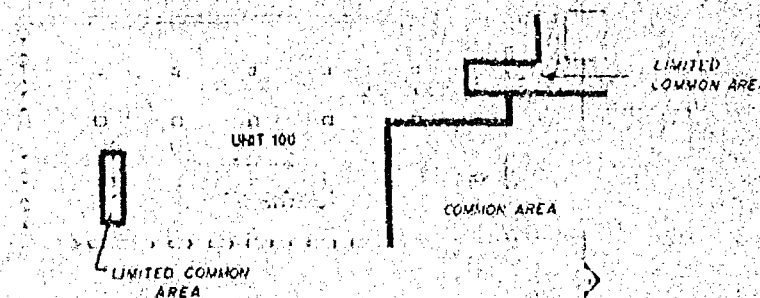 LIMITED
COMMON AREA
UNIT 100
COMMON AREA
LIMITED COMMON
AREA